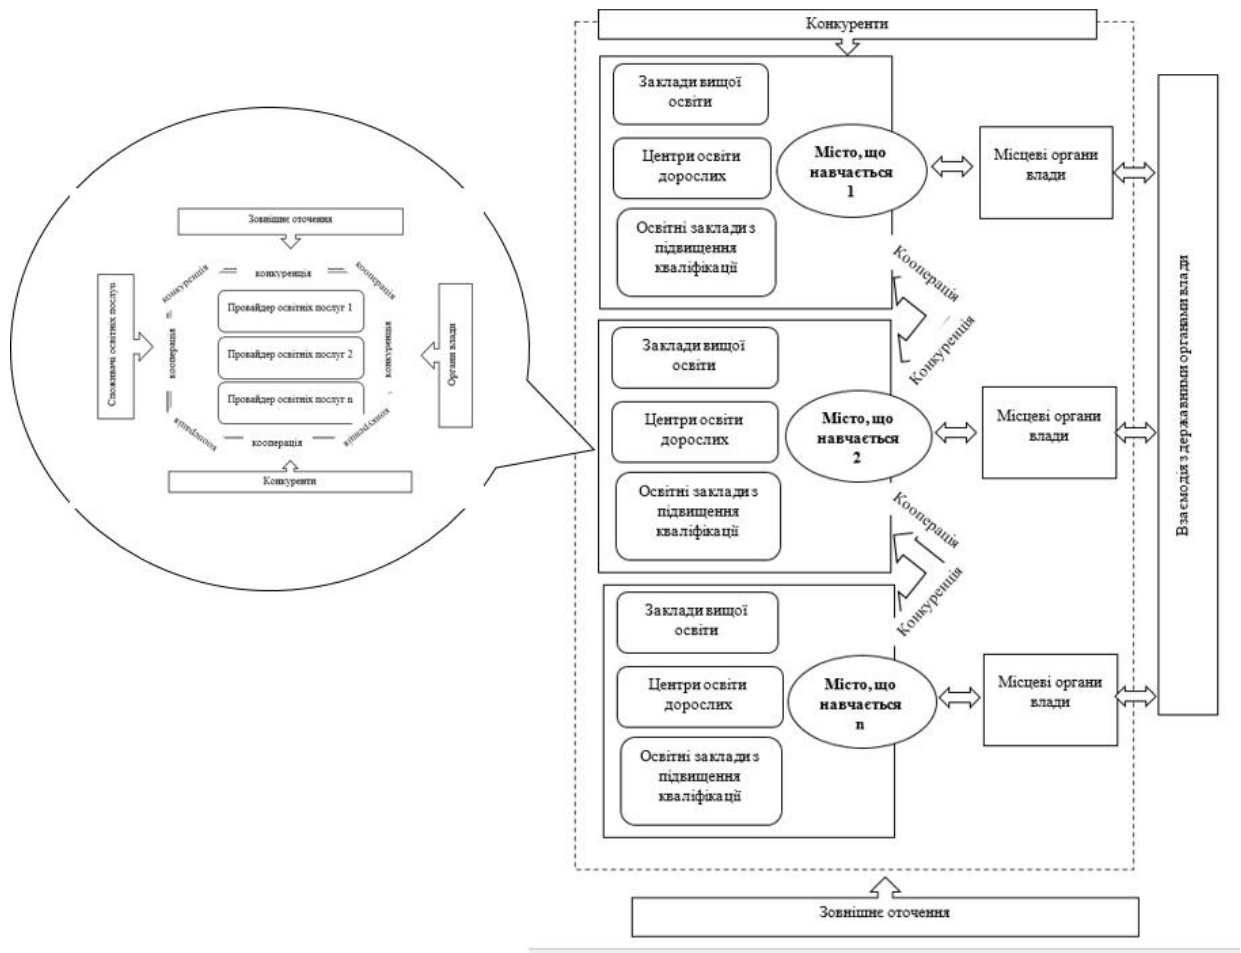 Конкуренти
Заклади вищої
освіти
Центри освіти
дорослих
Освітні заклади з
підвищення
кваліфікації
Місто, що
навчається
1
Місцеві органи
влади
Кооперація
Конкуренція
Заклади вищої
освіти
Центри освіти
дорослих
Освітні заклади з
підвищення
кваліфікації
Місто, що
навчається
2
Місцеві органи
влади
Кооперація
Конкуренція
Заклади вищої
освіти
Центри освіти
дорослих
Освітні заклади з
підвищення
кваліфікації
Місто, що
навчається
n
Місцеві органи
влади
Взаємодія з державними органами влади
Зовнішнє оточення
Зовнішнє оточення
конкуренція
конкуренція
кооперація
Споживачі освітніх послуг
кооперація
Провайдер освітніх послуг 1
Провайдер освітніх послуг 2
Провайдер освітніх послуг n
конкуренція
Органи влади
кооперація
кооперація
конкуренція
Конкуренти